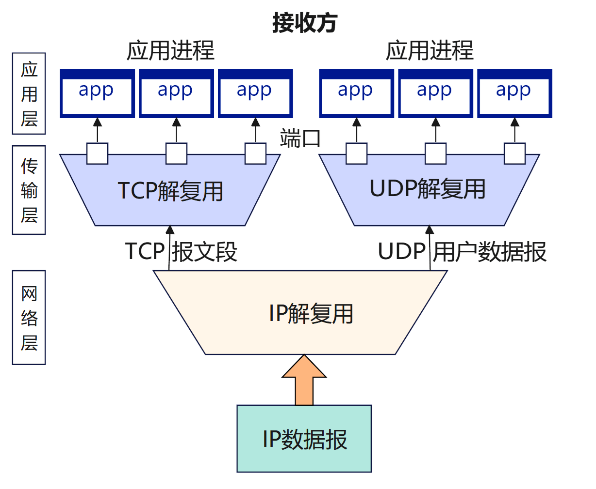 接收方
应用进程 应用进程
应用层
app app app app app app
端口
传输层
TCP解复用 UDP解复用
TCP 报文段 UDP 用户数据报
网络层
IP解复用
IP数据报